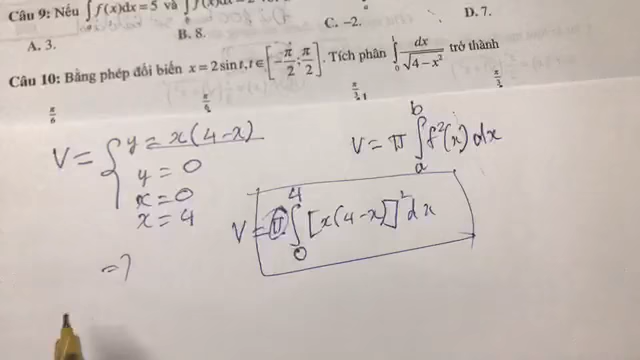 Câu 9: Nếu ∫ f(x)dx = 5 và ∫ f(x)dx
A. 3. B. 8. C. −2. D. 7.
Câu 10: Bằng phép đổi biến x = 2 sin t, t ∈ [−π/2; π/2]. Tích phân ∫₀¹ dx/√(4 − x²) trở thành
V = { y = x(4-x)
y = 0
x = 0
x = 4
V = π ∫ₐᵇ f²(x) dx
V = π ∫₀⁴ [x(4-x)]² dx
=>